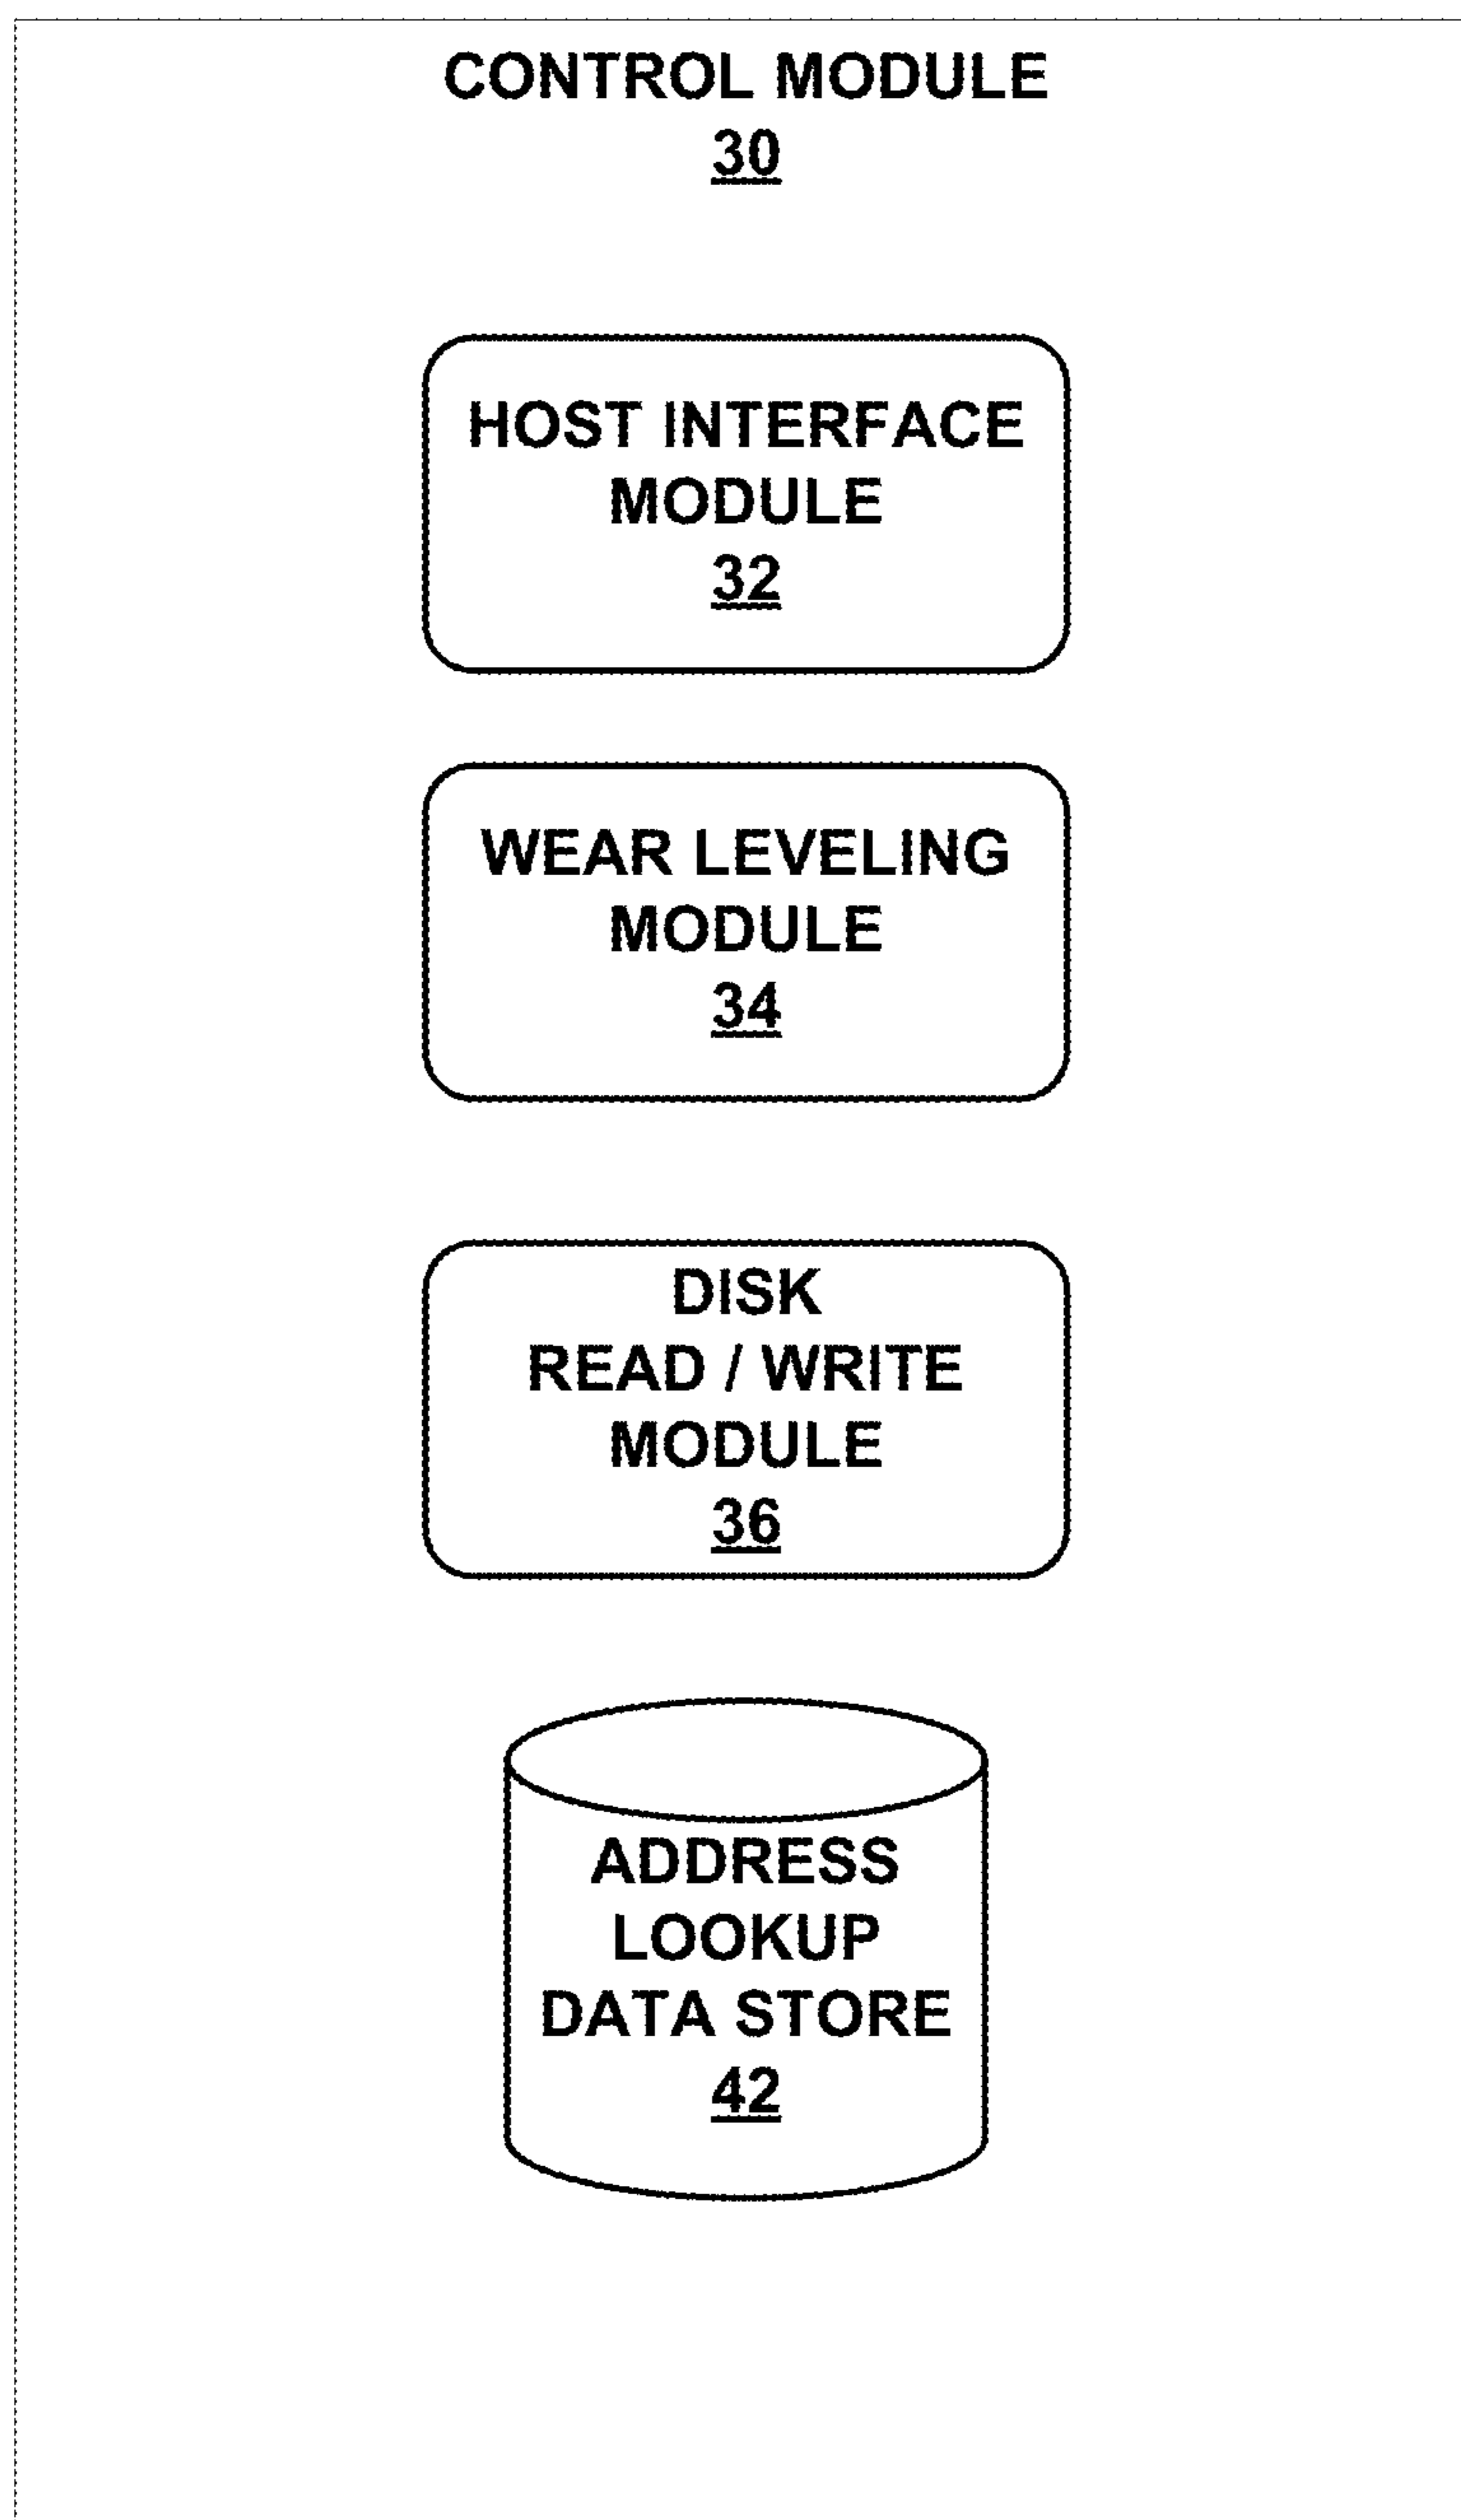 CONTROL MODULE
30
HOST INTERFACE
MODULE
32
WEAR LEVELING
MODULE
34
DISK
READ / WRITE
MODULE
36
ADDRESS
LOOKUP
DATA STORE
42